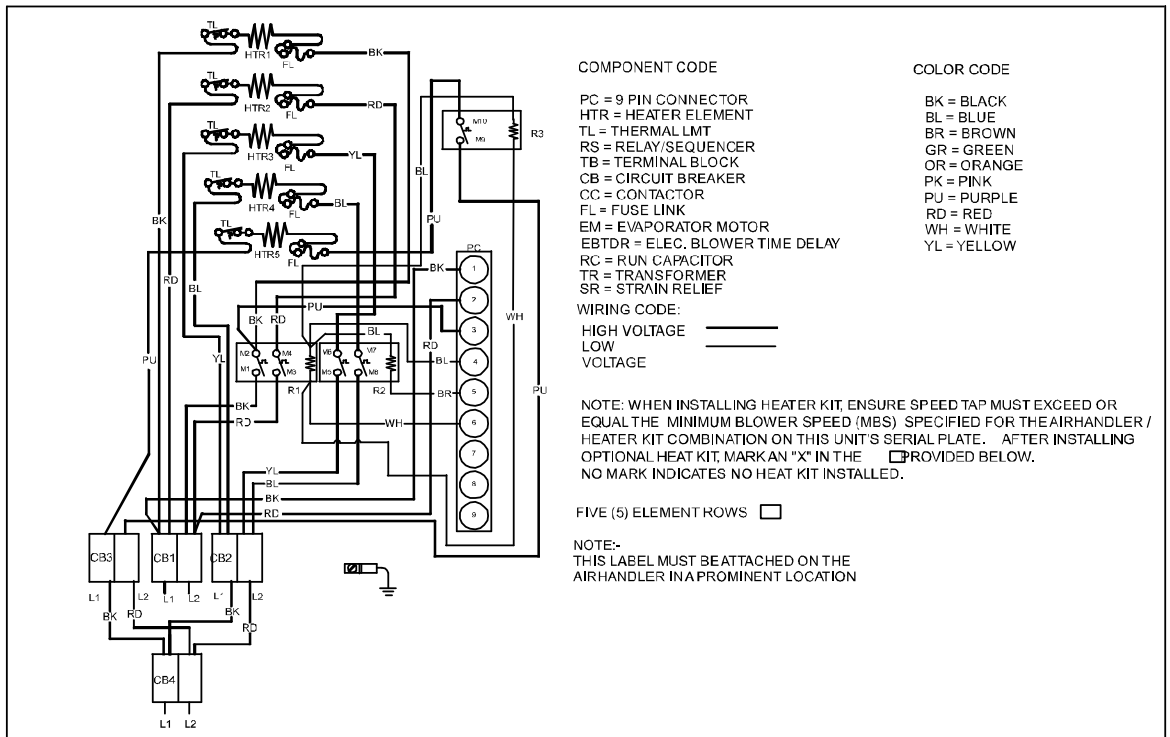 TL
HTR1
FL
BK
TL
HTR2
FL
RD
TL
HTR3
FL
YL
TL
HTR4
FL
BL
TL
HTR5
FL
M10
M9
R3
BL
PU
BK
RD
BL
PU
YL
WH
PU
PC
BK
1
2
PU
3
RD
BK
RD
BL
M2
M4
M1
M3
R1
M6
M7
M5
M8
R2
BL
4
BR
5
WH
6
7
8
9
BK
RD
YL
BL
BK
RD
CB3
CB1
CB2
L1
L2
L1
L2
L1
L2
BK
RD
BK
RD
CB4
L1
L2
COMPONENT CODE
PC = 9 PIN CONNECTOR
HTR = HEATER ELEMENT
TL = THERMAL LMT
RS = RELAY/SEQUENCER
TB = TERMINAL BLOCK
CB = CIRCUIT BREAKER
CC = CONTACTOR
FL = FUSE LINK
EM = EVAPORATOR MOTOR
EBTDR = ELEC. BLOWER TIME DELAY
RC = RUN CAPACITOR
TR = TRANSFORMER
SR = STRAIN RELIEF
COLOR CODE
BK = BLACK
BL = BLUE
BR = BROWN
GR = GREEN
OR = ORANGE
PK = PINK
PU = PURPLE
RD = RED
WH = WHITE
YL = YELLOW
WIRING CODE:
HIGH VOLTAGE
LOW
VOLTAGE
NOTE: WHEN INSTALLING HEATER KIT, ENSURE SPEED TAP MUST EXCEED OR
EQUAL THE MINIMUM BLOWER SPEED (MBS) SPECIFIED FOR THE AIRHANDLER /
HEATER KIT COMBINATION ON THIS UNIT'S SERIAL PLATE. AFTER INSTALLING
OPTIONAL HEAT KIT, MARK AN "X" IN THE PROVIDED BELOW.
NO MARK INDICATES NO HEAT KIT INSTALLED.
FIVE (5) ELEMENT ROWS
NOTE:-
THIS LABEL MUST BE ATTACHED ON THE
AIRHANDLER IN A PROMINENT LOCATION